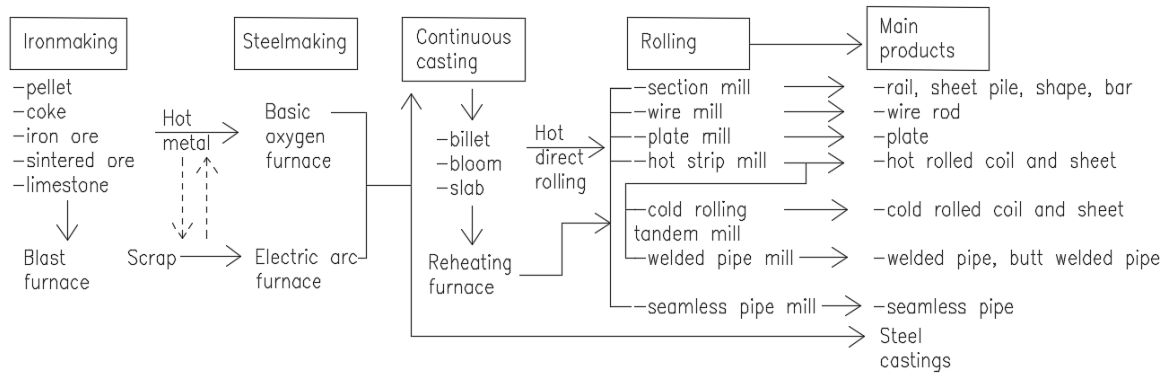 Ironmaking
-pellet
-coke
-iron ore
-sintered ore
-limestone
Blast
furnace
Hot
metal
Scrap
Steelmaking
Basic
oxygen
furnace
Electric arc
furnace
Continuous
casting
-billet
-bloom
-slab
Reheating
furnace
Hot
direct
rolling
Rolling
-section mill
-wire mill
-plate mill
-hot strip mill
-cold rolling
tandem mill
-welded pipe mill
-seamless pipe mill
Main
products
-rail, sheet pile, shape, bar
-wire rod
-plate
-hot rolled coil and sheet
-cold rolled coil and sheet
-welded pipe, butt welded pipe
-seamless pipe
Steel
castings